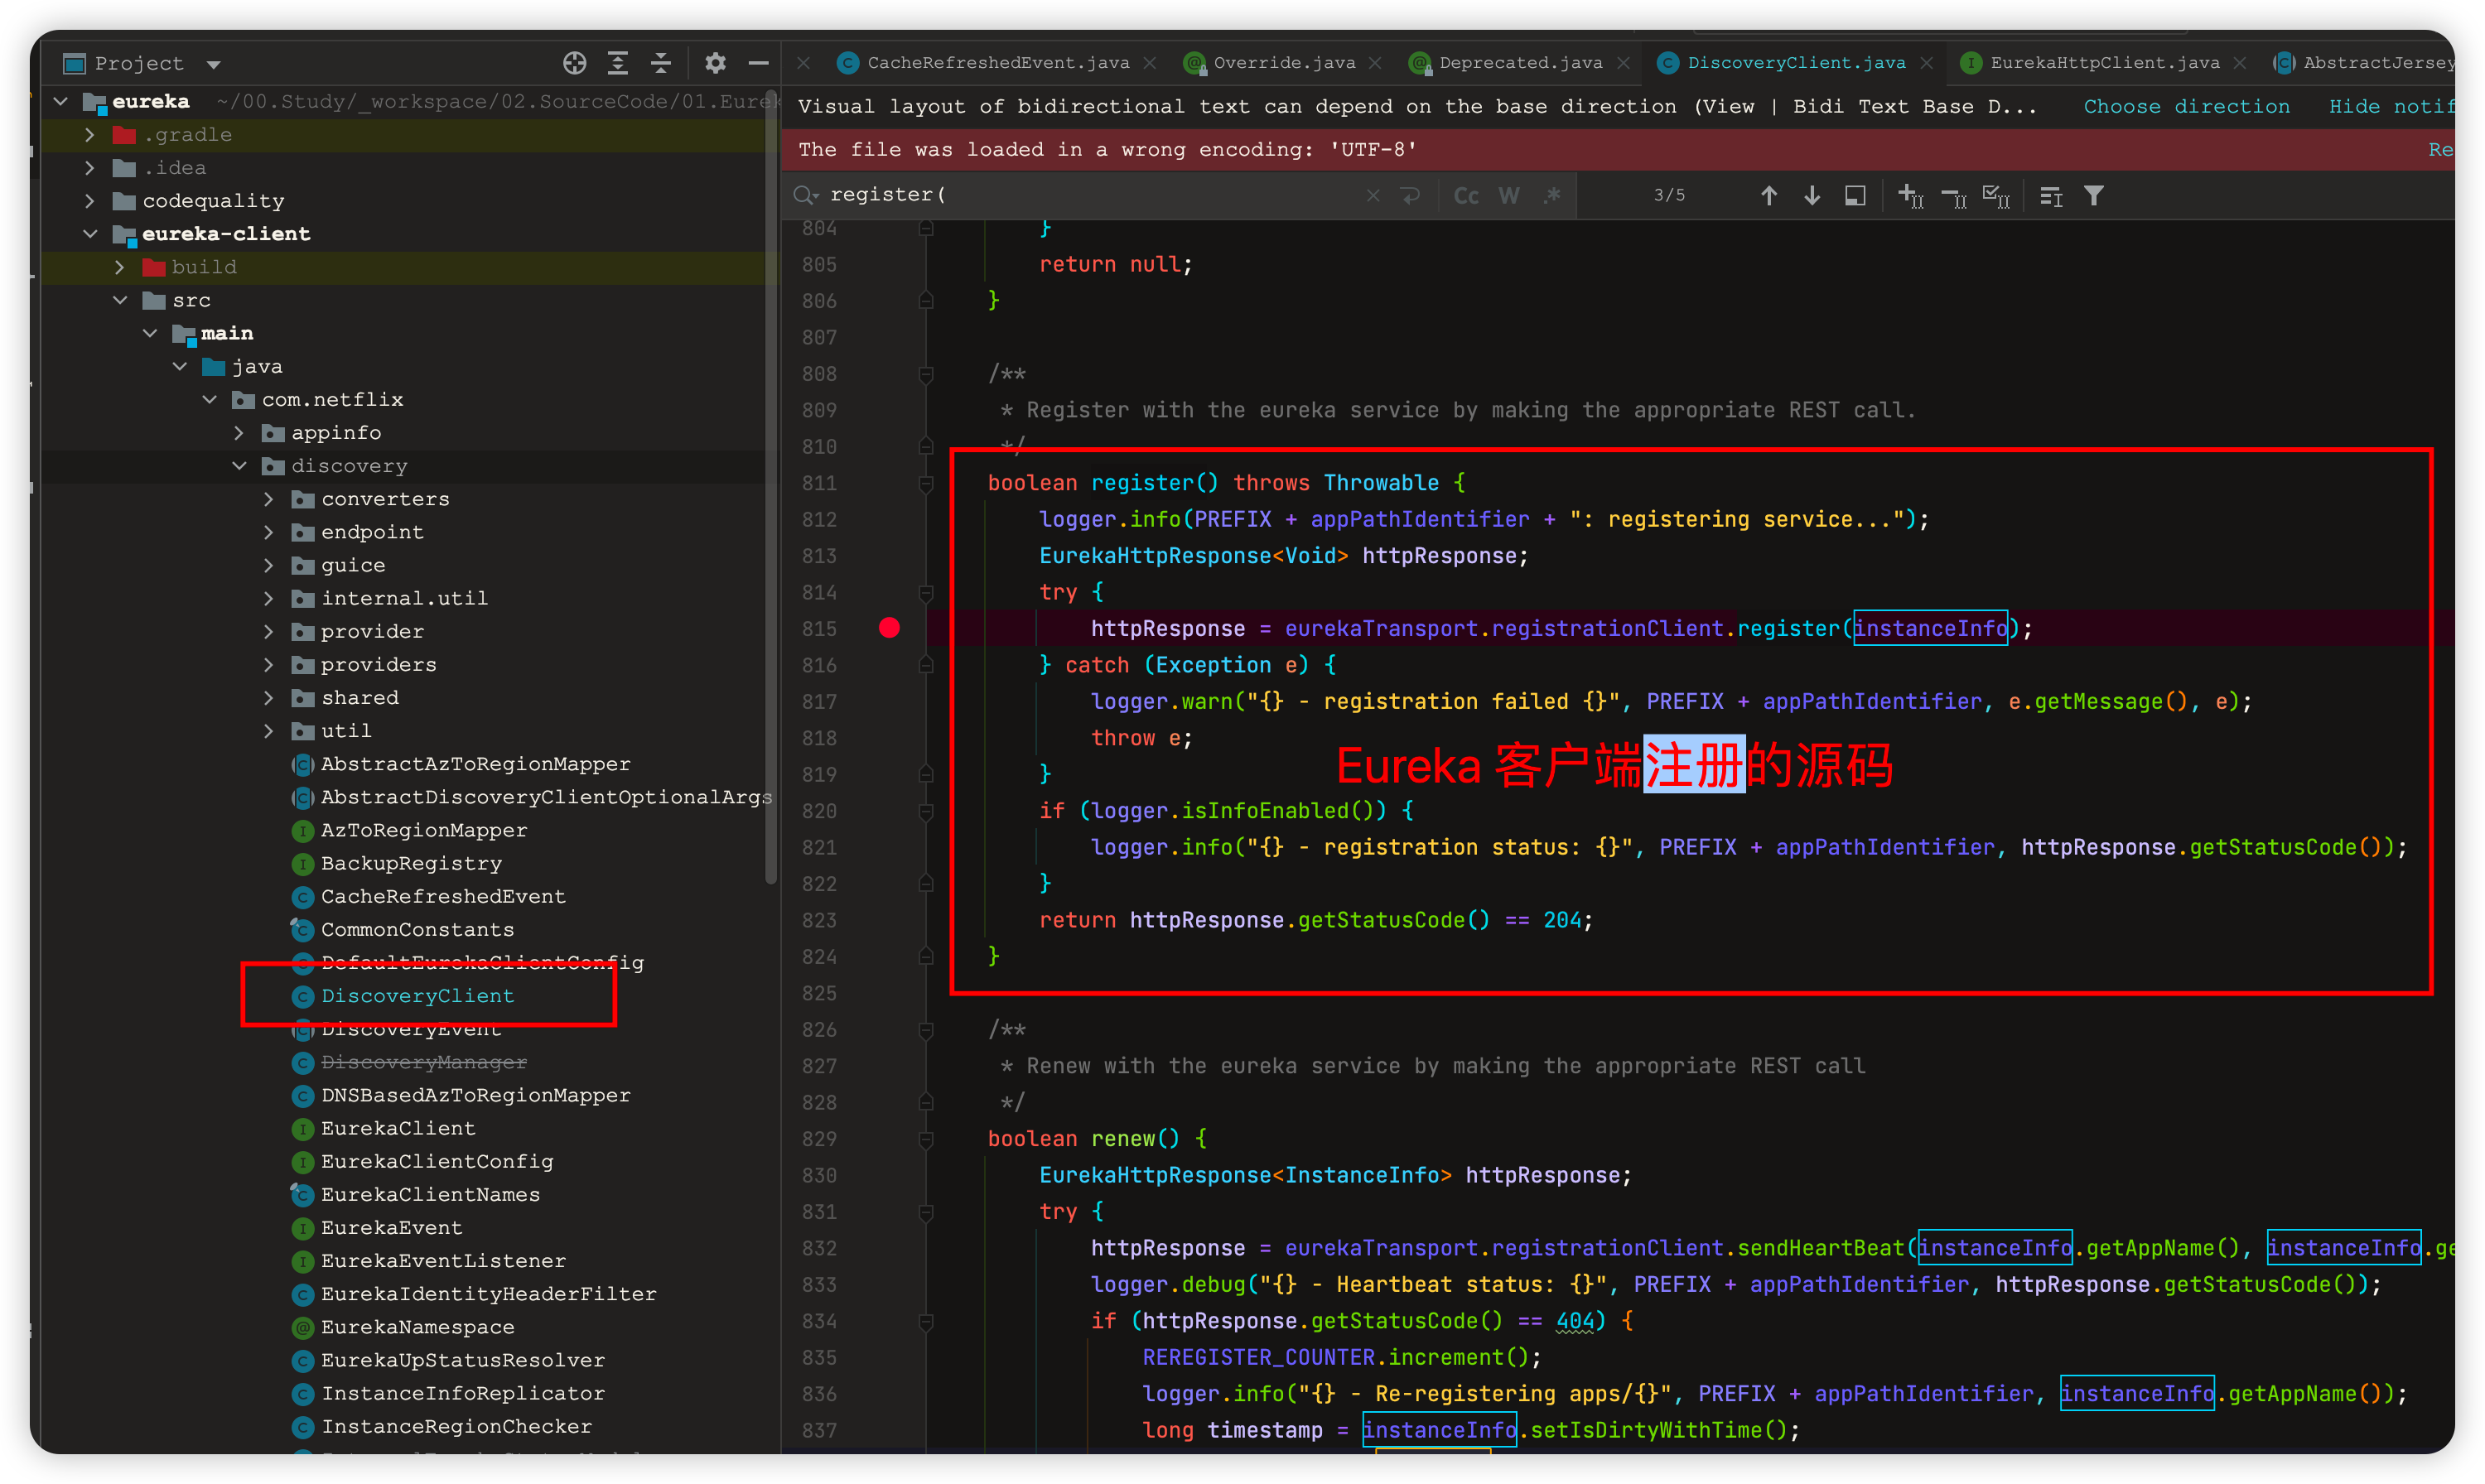 Project
CacheRefreshedEvent.java
Override.java
Deprecated.java
DiscoveryClient.java
EurekaHttpClient.java
AbstractJersey
eureka ~/00.Study/_workspace/02.SourceCode/01.Eurek
.gradle
.idea
codequality
eureka-client
build
src
main
java
com.netflix
appinfo
discovery
converters
endpoint
guice
internal.util
provider
providers
shared
util
AbstractAzToRegionMapper
AbstractDiscoveryClientOptionalArgs
AzToRegionMapper
BackupRegistry
CacheRefreshedEvent
CommonConstants
DefaultEurekaClientConfig
DiscoveryClient
DiscoveryEvent
DiscoveryManager
DNSBasedAzToRegionMapper
EurekaClient
EurekaClientConfig
EurekaClientNames
EurekaEvent
EurekaEventListener
EurekaIdentityHeaderFilter
EurekaNamespace
EurekaUpStatusResolver
InstanceInfoReplicator
InstanceRegionChecker
Visual layout of bidirectional text can depend on the base direction (View | Bidi Text Base D... Choose direction Hide notif
The file was loaded in a wrong encoding: 'UTF-8' Re
register( Cc W .* 3/5
804 }
805 return null;
806 }
807
808 /**
809 * Register with the eureka service by making the appropriate REST call.
810 */
811 boolean register() throws Throwable {
812 logger.info(PREFIX + appPathIdentifier + ": registering service...");
813 EurekaHttpResponse<Void> httpResponse;
814 try {
815 httpResponse = eurekaTransport.registrationClient.register(instanceInfo);
816 } catch (Exception e) {
817 logger.warn("{} - registration failed {}", PREFIX + appPathIdentifier, e.getMessage(), e);
818 throw e;
Eureka 客户端注册的源码
819 }
820 if (logger.isInfoEnabled()) {
821 logger.info("{} - registration status: {}", PREFIX + appPathIdentifier, httpResponse.getStatusCode());
822 }
823 return httpResponse.getStatusCode() == 204;
824 }
825
826 /**
827 * Renew with the eureka service by making the appropriate REST call
828 */
829 boolean renew() {
830 EurekaHttpResponse<InstanceInfo> httpResponse;
831 try {
832 httpResponse = eurekaTransport.registrationClient.sendHeartBeat(instanceInfo.getAppName(), instanceInfo.ge
833 logger.debug("{} - Heartbeat status: {}", PREFIX + appPathIdentifier, httpResponse.getStatusCode());
834 if (httpResponse.getStatusCode() == 404) {
835 REREGISTER_COUNTER.increment();
836 logger.info("{} - Re-registering apps/{}", PREFIX + appPathIdentifier, instanceInfo.getAppName());
837 long timestamp = instanceInfo.setIsDirtyWithTime();